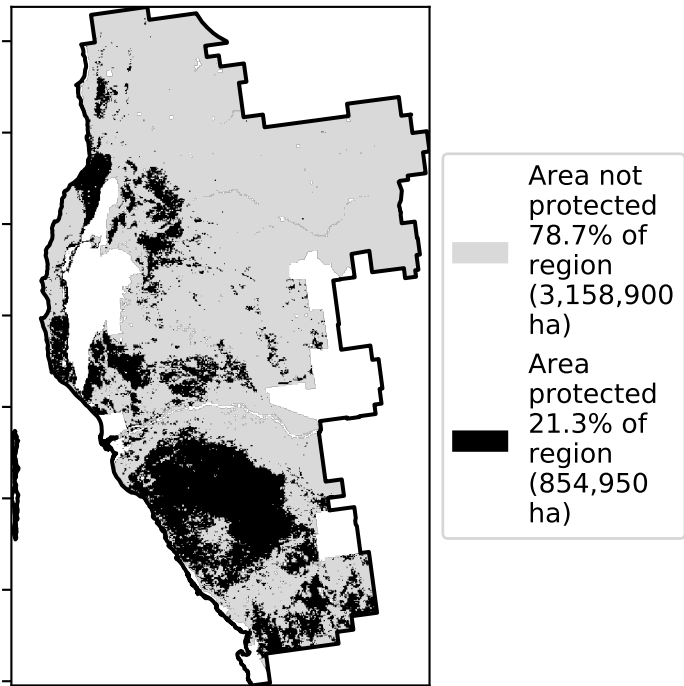 Area not
protected
78.7% of
region
(3,158,900
ha)
Area
protected
21.3% of
region
(854,950
ha)